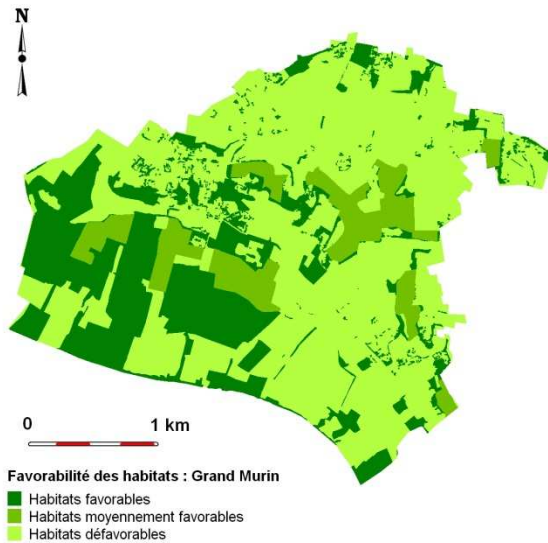 N
0 1 km
Favorabilité des habitats : Grand Murin
Habitats favorables
Habitats moyennement favorables
Habitats défavorables